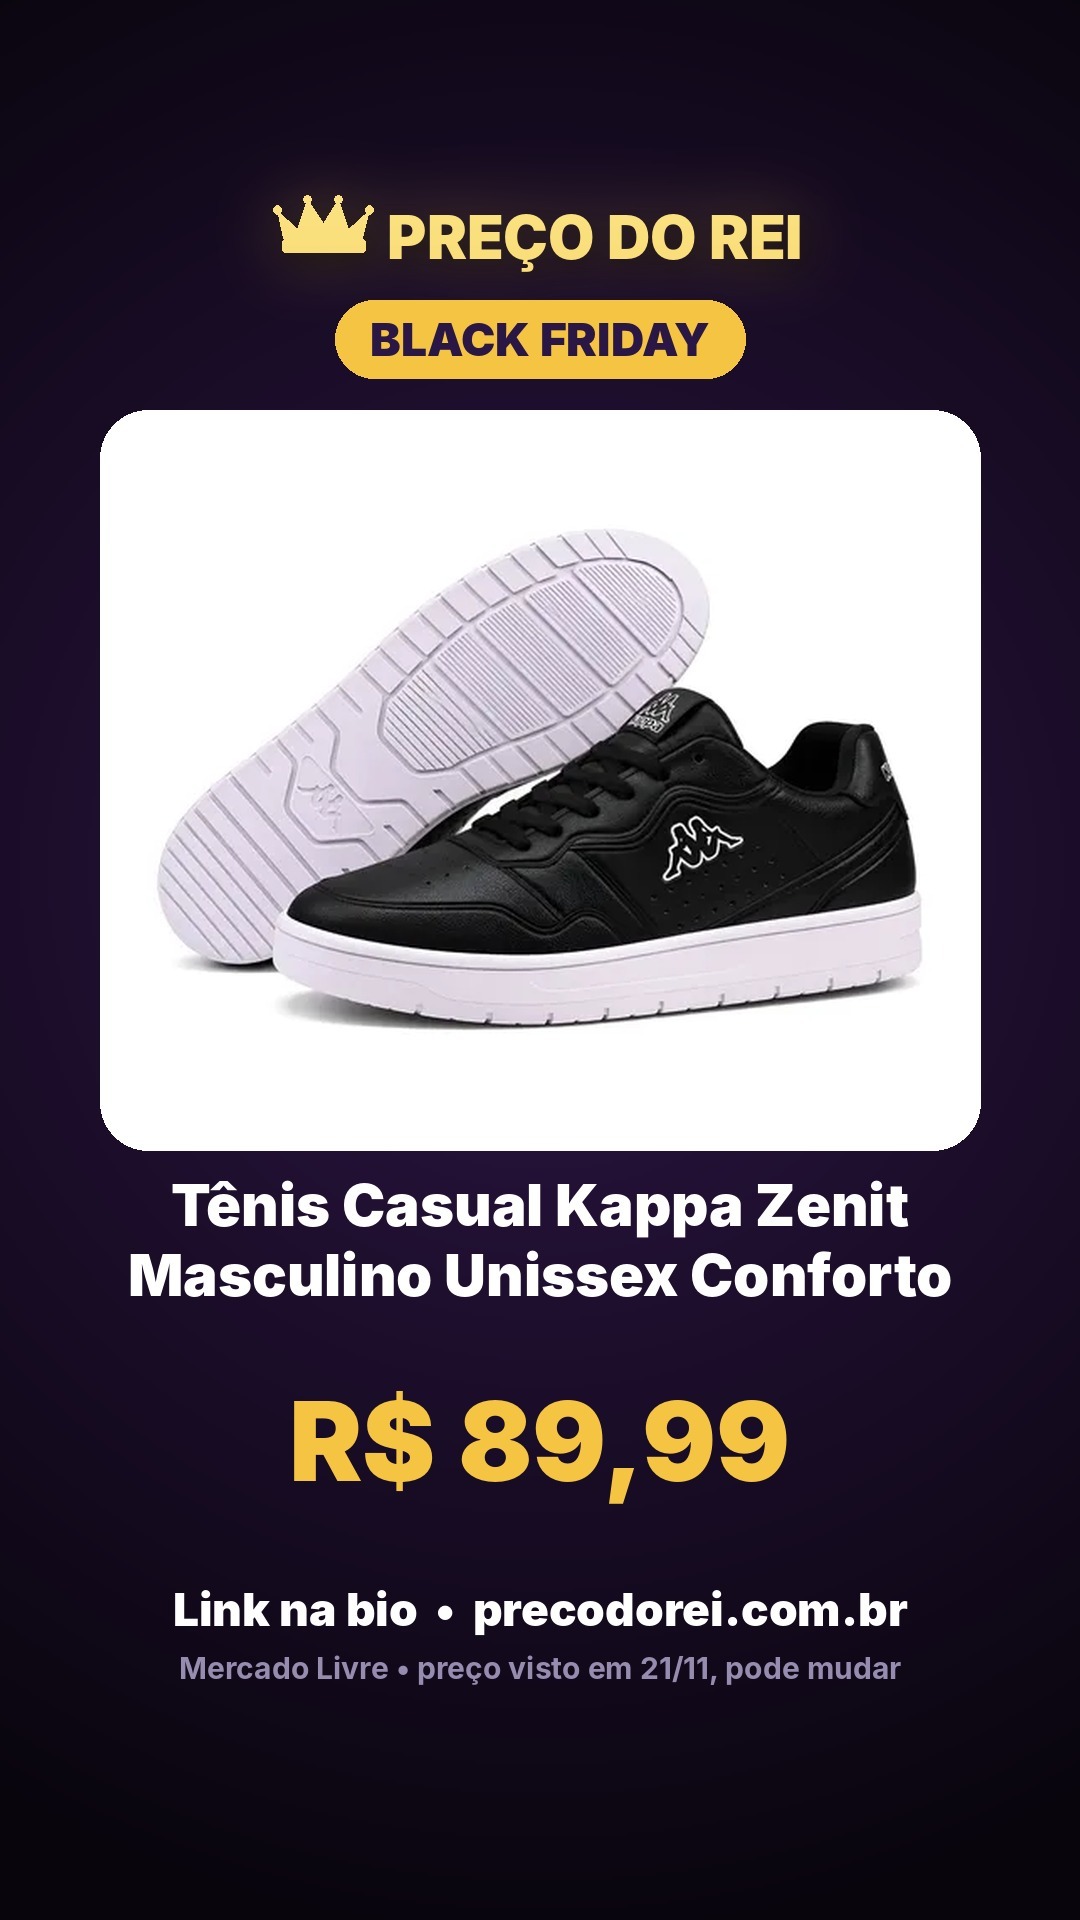 PREÇO DO REI
BLACK FRIDAY
Kappa
Tênis Casual Kappa Zenit
Masculino Unissex Conforto
R$ 89,99
Link na bio • precodorei.com.br
Mercado Livre • preço visto em 21/11, pode mudar